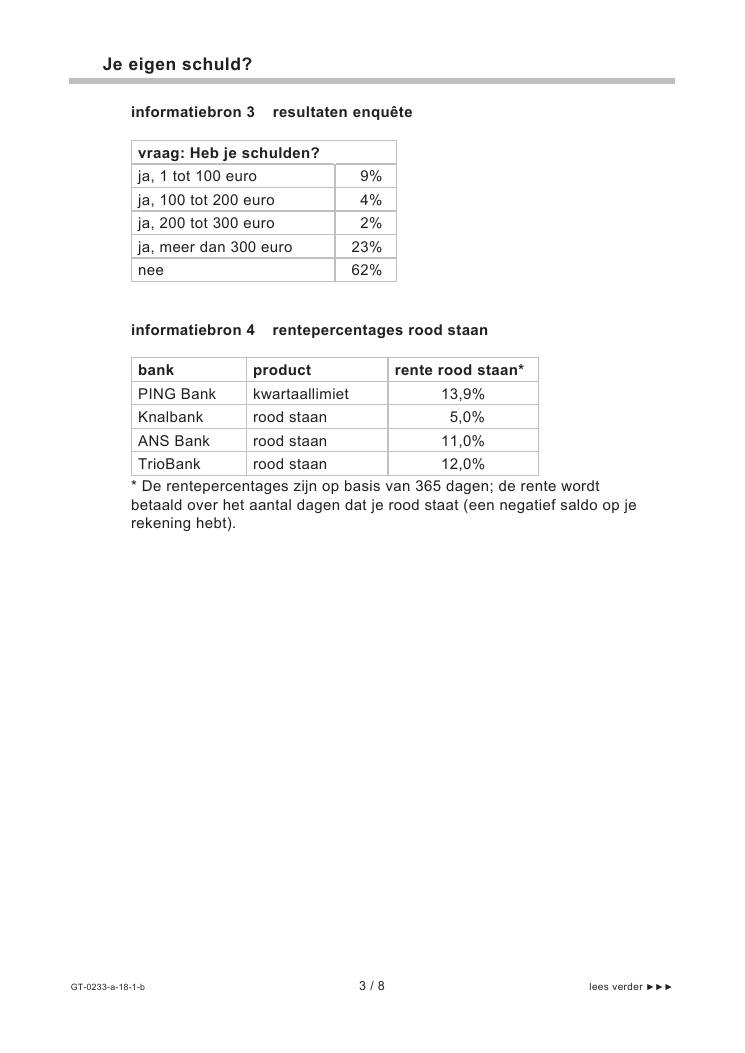 Je eigen schuld?
informatiebron 3 resultaten enquête
vraag: Heb je schulden?
ja, 1 tot 100 euro 9%
ja, 100 tot 200 euro 4%
ja, 200 tot 300 euro 2%
ja, meer dan 300 euro 23%
nee 62%
informatiebron 4 rentepercentages rood staan
bank product rente rood staan*
PING Bank kwartaallimiet 13,9%
Knalbank rood staan 5,0%
ANS Bank rood staan 11,0%
TrioBank rood staan 12,0%
* De rentepercentages zijn op basis van 365 dagen; de rente wordt
betaald over het aantal dagen dat je rood staat (een negatief saldo op je
rekening hebt).
GT-0233-a-18-1-b 3 / 8 lees verder ►►►